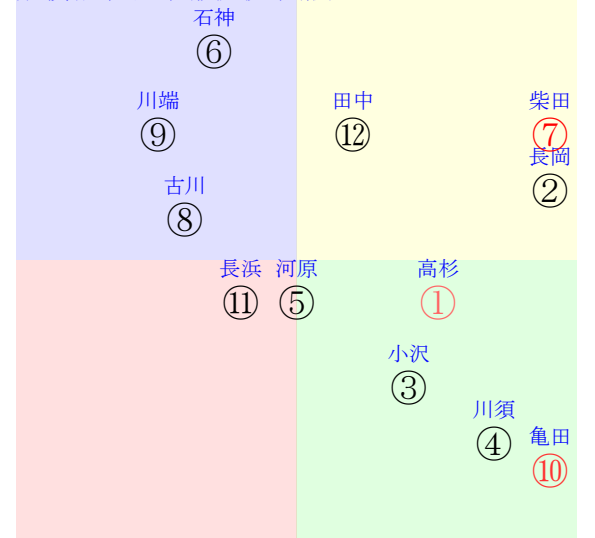 石神
⑥
川端 田中 柴田
⑨ ⑫ ⑦
長岡
②
古川
⑧
長浜 河原 高杉
⑪ ⑤ ①
小沢
③
川須
④
亀田
⑩